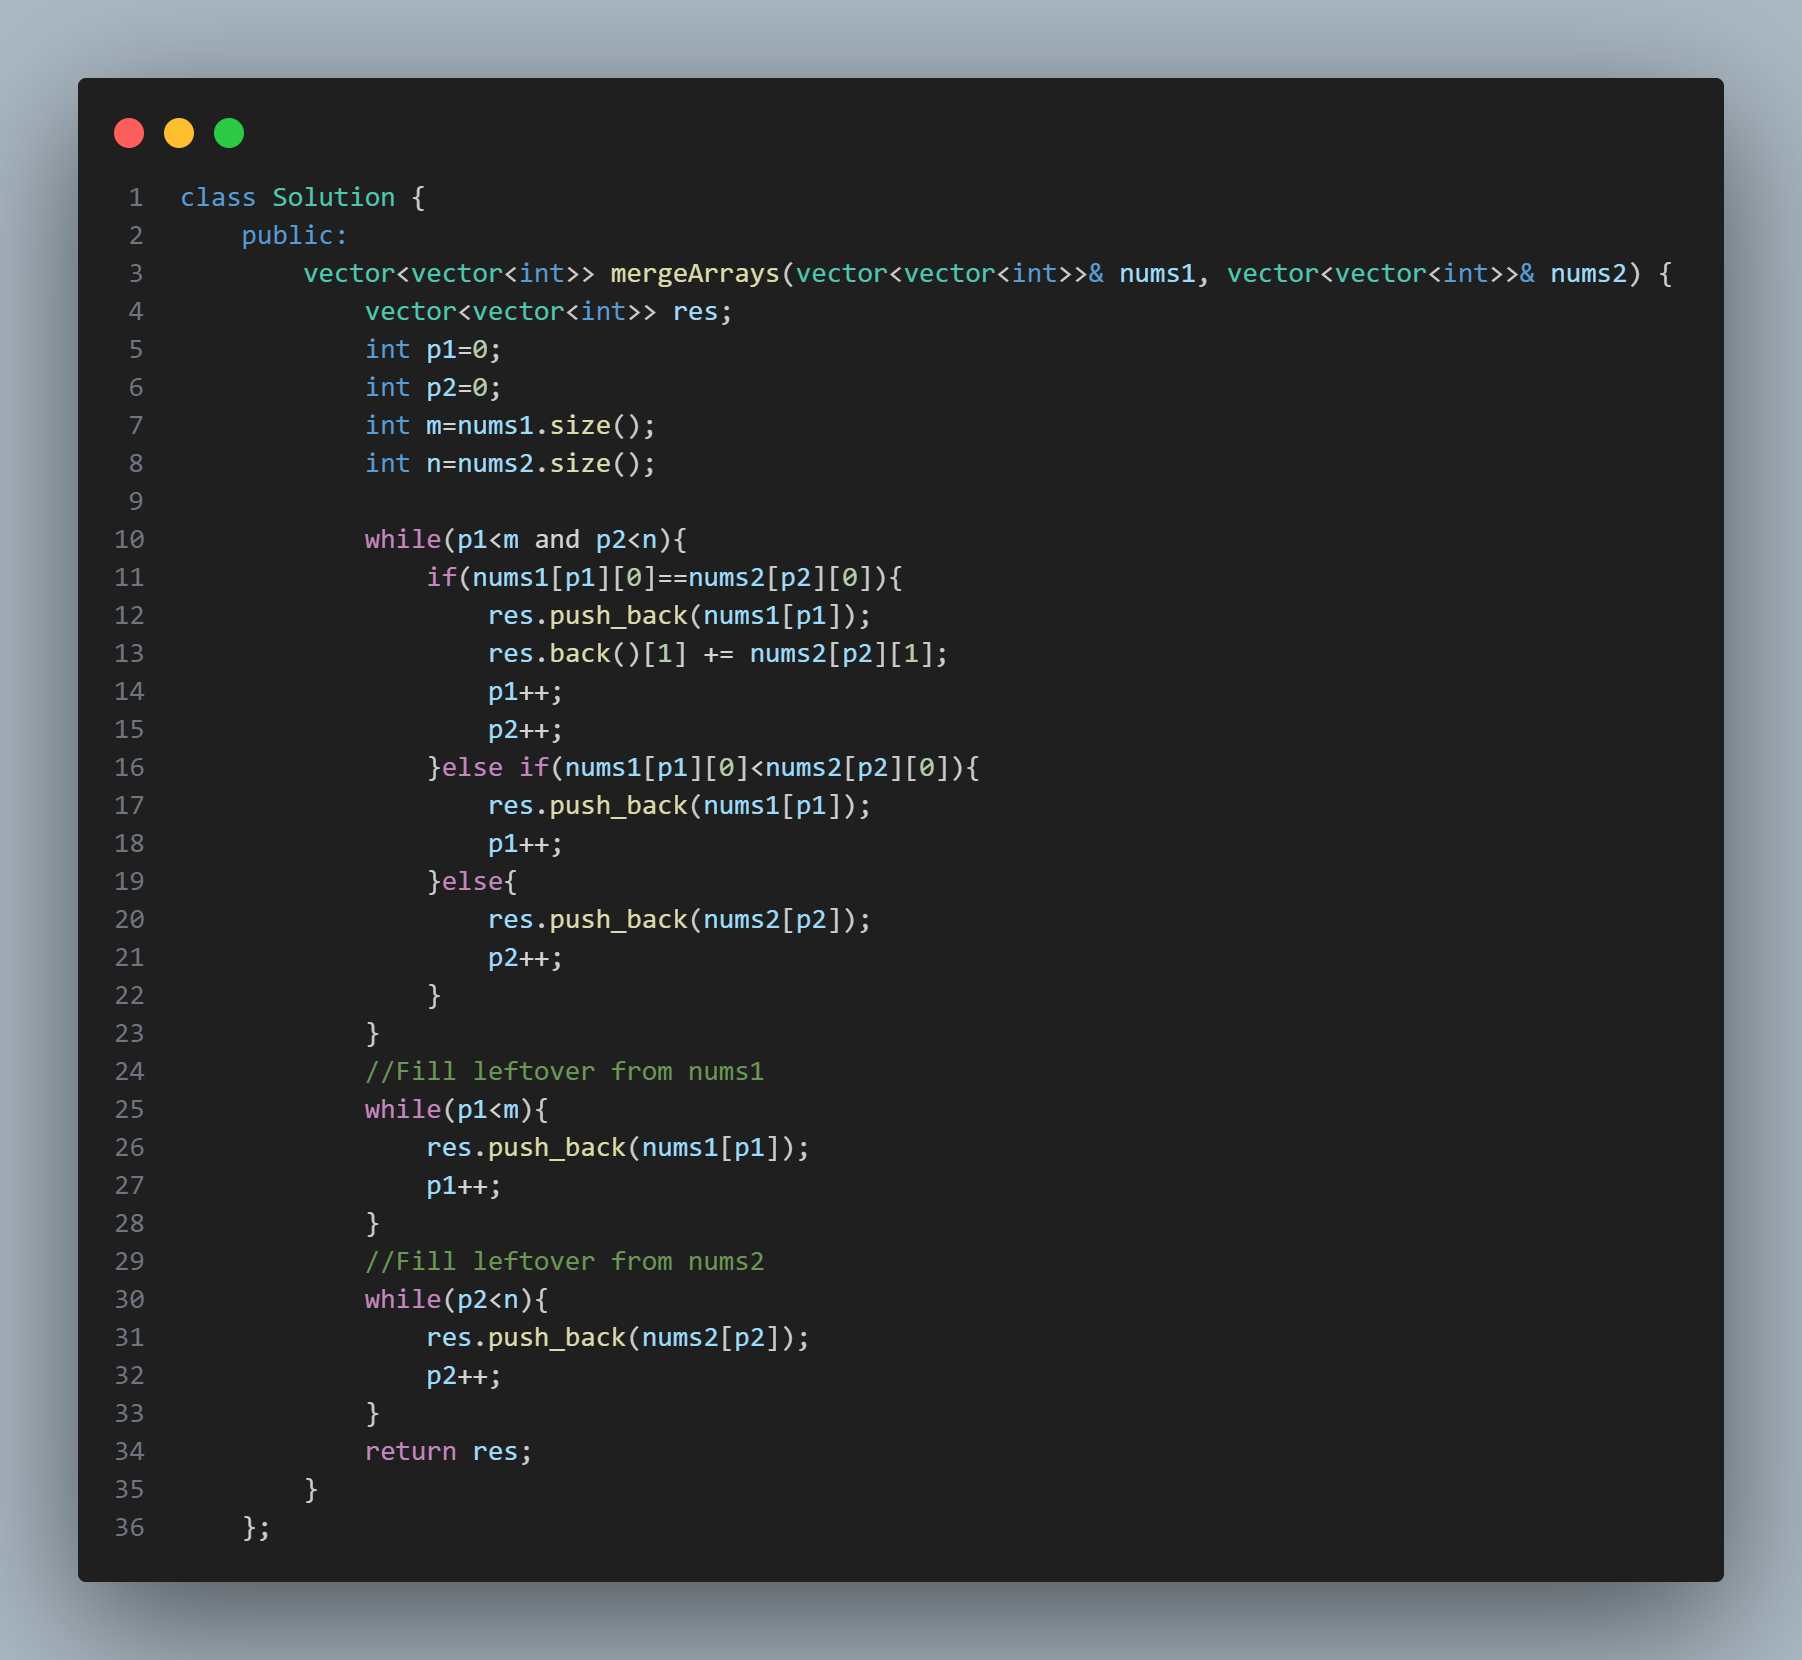 1 class Solution {
2     public:
3         vector<vector<int>> mergeArrays(vector<vector<int>>& nums1, vector<vector<int>>& nums2) {
4             vector<vector<int>> res;
5             int p1=0;
6             int p2=0;
7             int m=nums1.size();
8             int n=nums2.size();
9
10             while(p1<m and p2<n){
11                 if(nums1[p1][0]==nums2[p2][0]){
12                     res.push_back(nums1[p1]);
13                     res.back()[1] += nums2[p2][1];
14                     p1++;
15                     p2++;
16                 }else if(nums1[p1][0]<nums2[p2][0]){
17                     res.push_back(nums1[p1]);
18                     p1++;
19                 }else{
20                     res.push_back(nums2[p2]);
21                     p2++;
22                 }
23             }
24             //Fill leftover from nums1
25             while(p1<m){
26                 res.push_back(nums1[p1]);
27                 p1++;
28             }
29             //Fill leftover from nums2
30             while(p2<n){
31                 res.push_back(nums2[p2]);
32                 p2++;
33             }
34             return res;
35         }
36     };